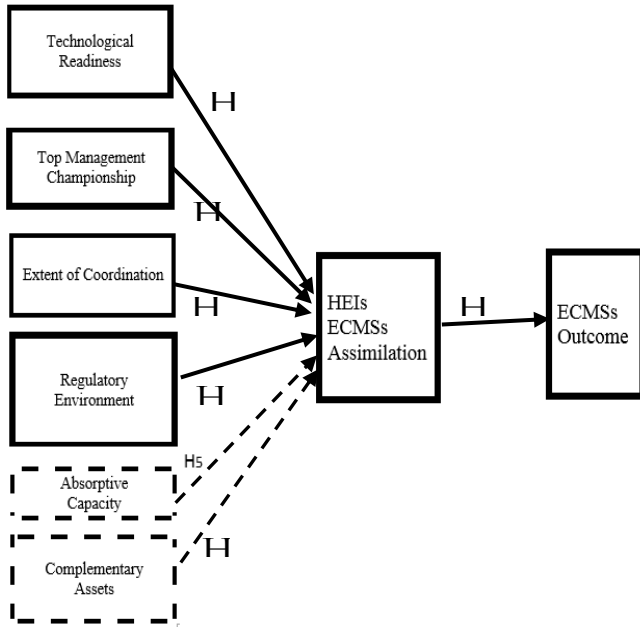 Technological
Readiness
H
Top Management
Championship
H
Extent of Coordination
H
Regulatory
Environment
H
H5
Absorptive
Capacity
H
Complementary
Assets
HEIs
ECMSs
Assimilation
H
ECMSs
Outcome